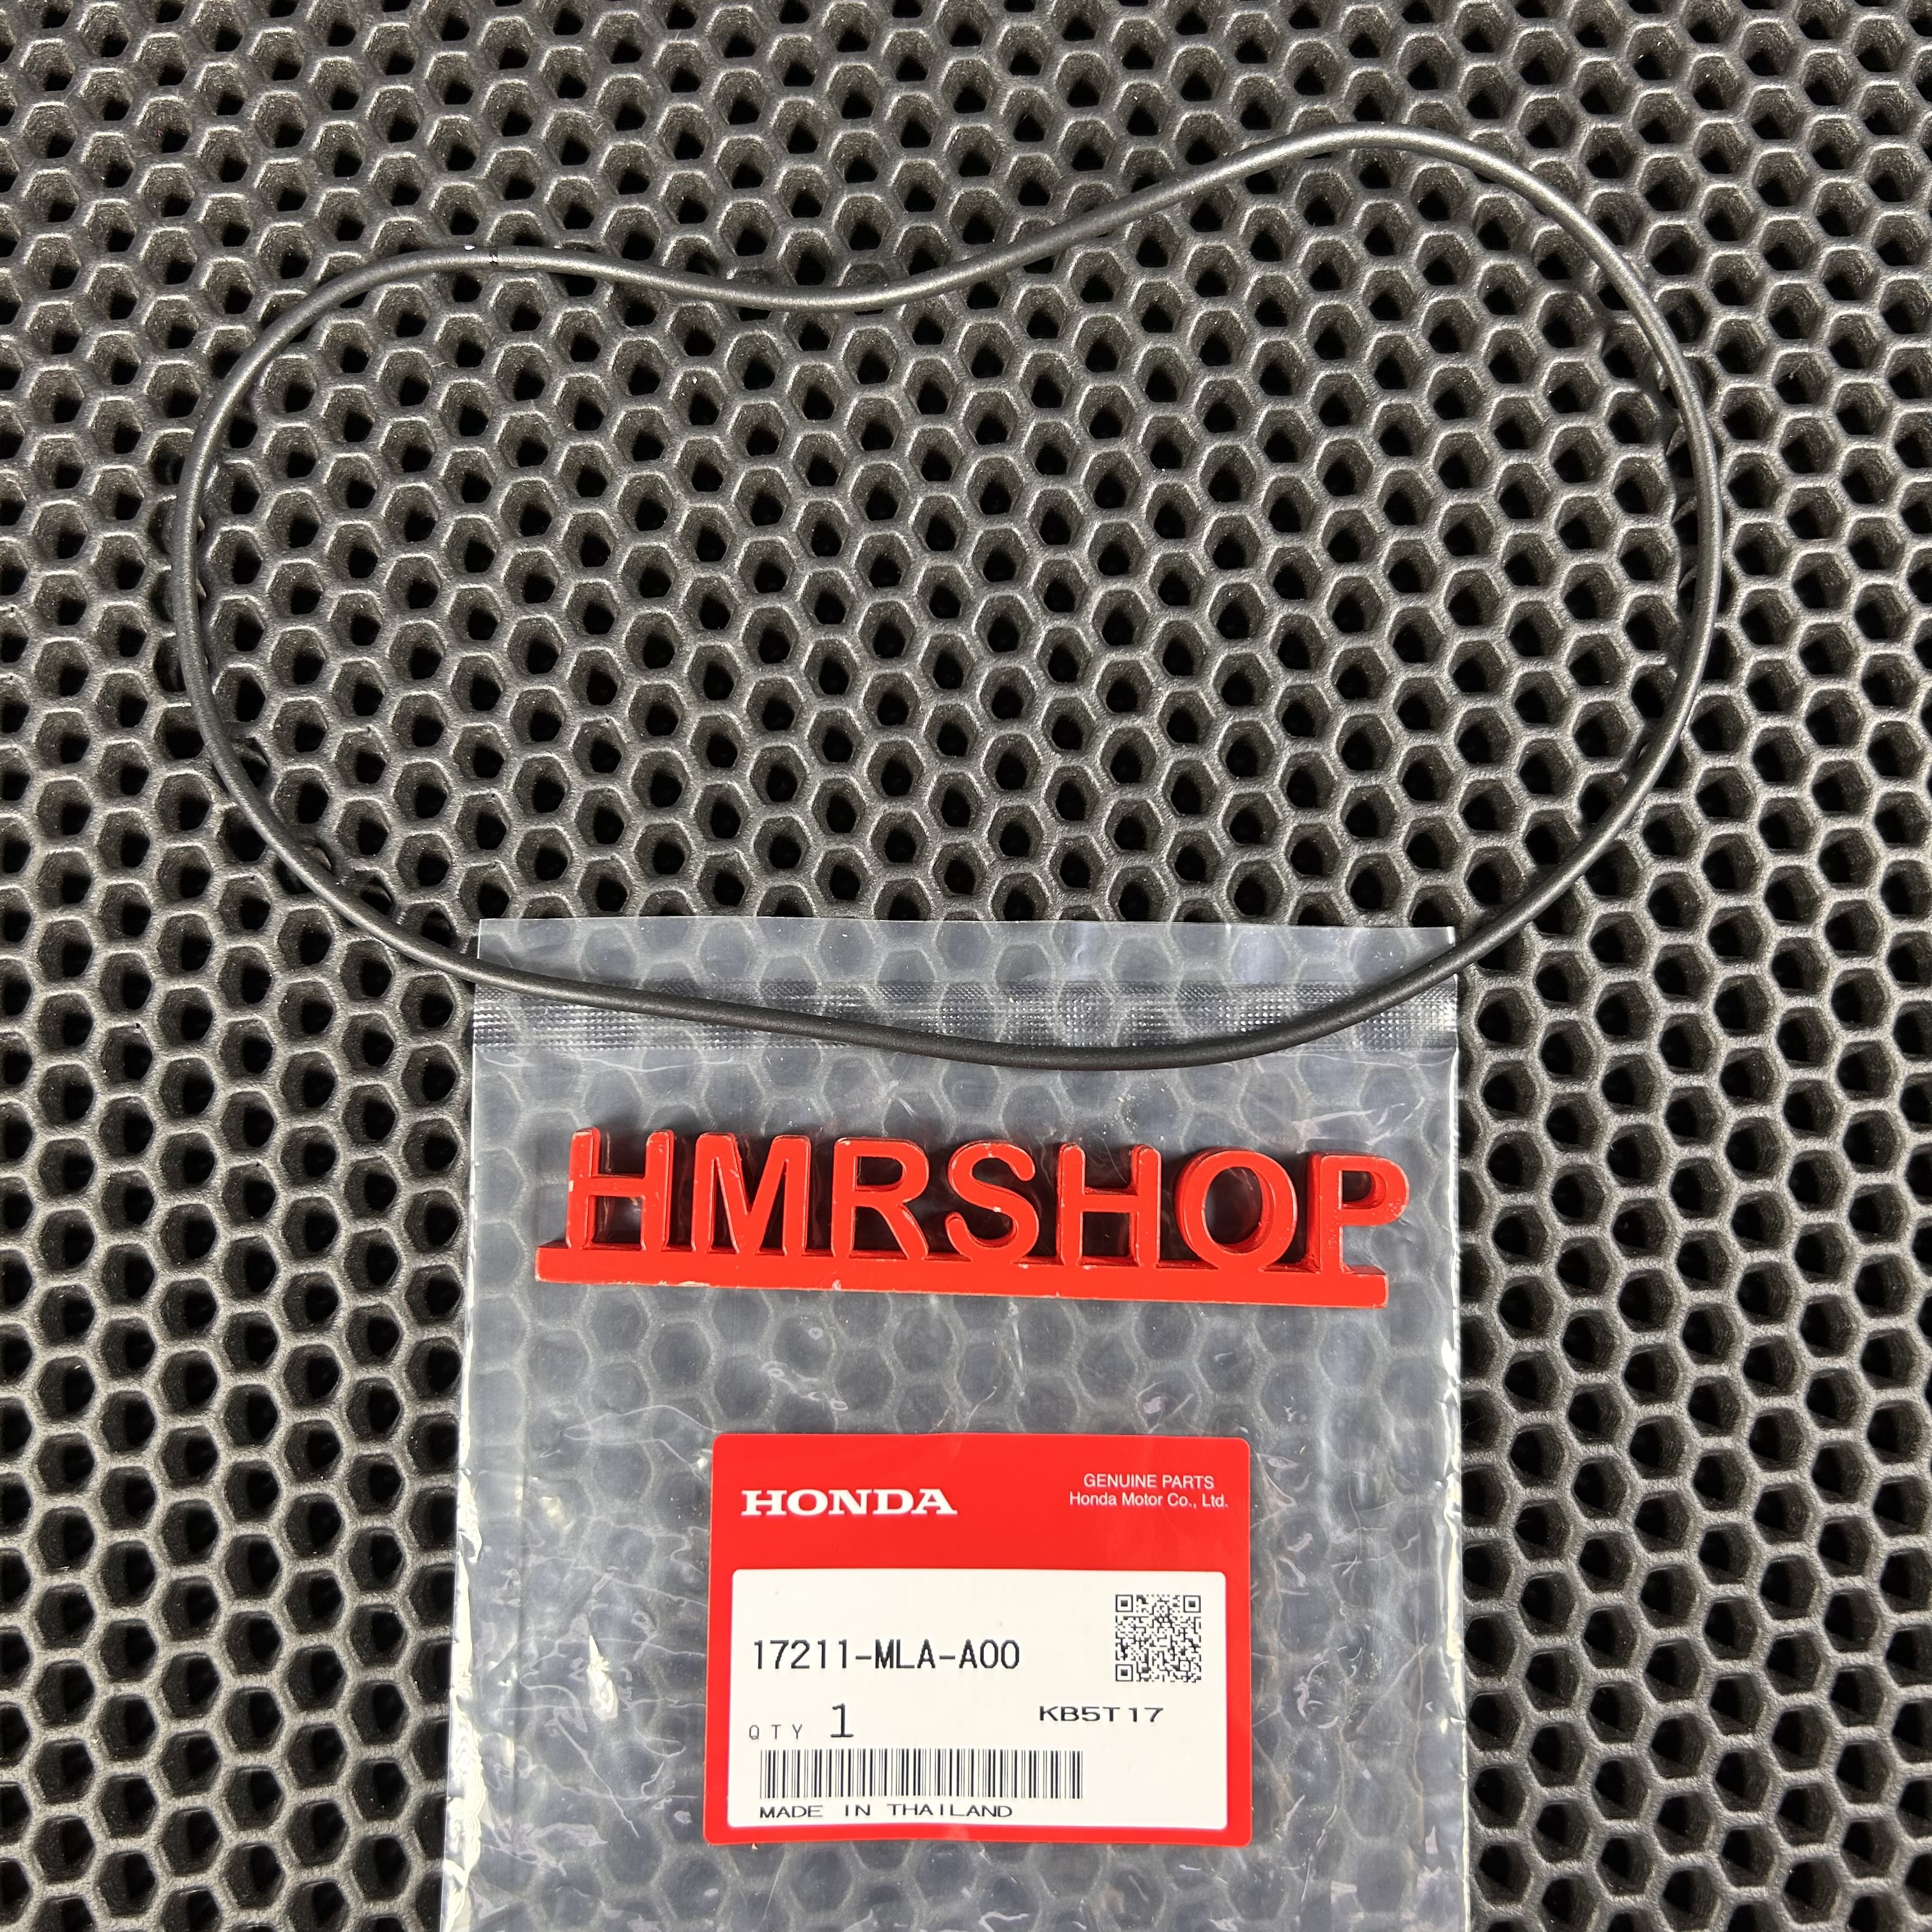 HMRSHOP
HONDA
GENUINE PARTS
Honda Motor Co., Ltd.
17211-MLA-A00
QTY 1
KB5T17
MADE IN THAILAND